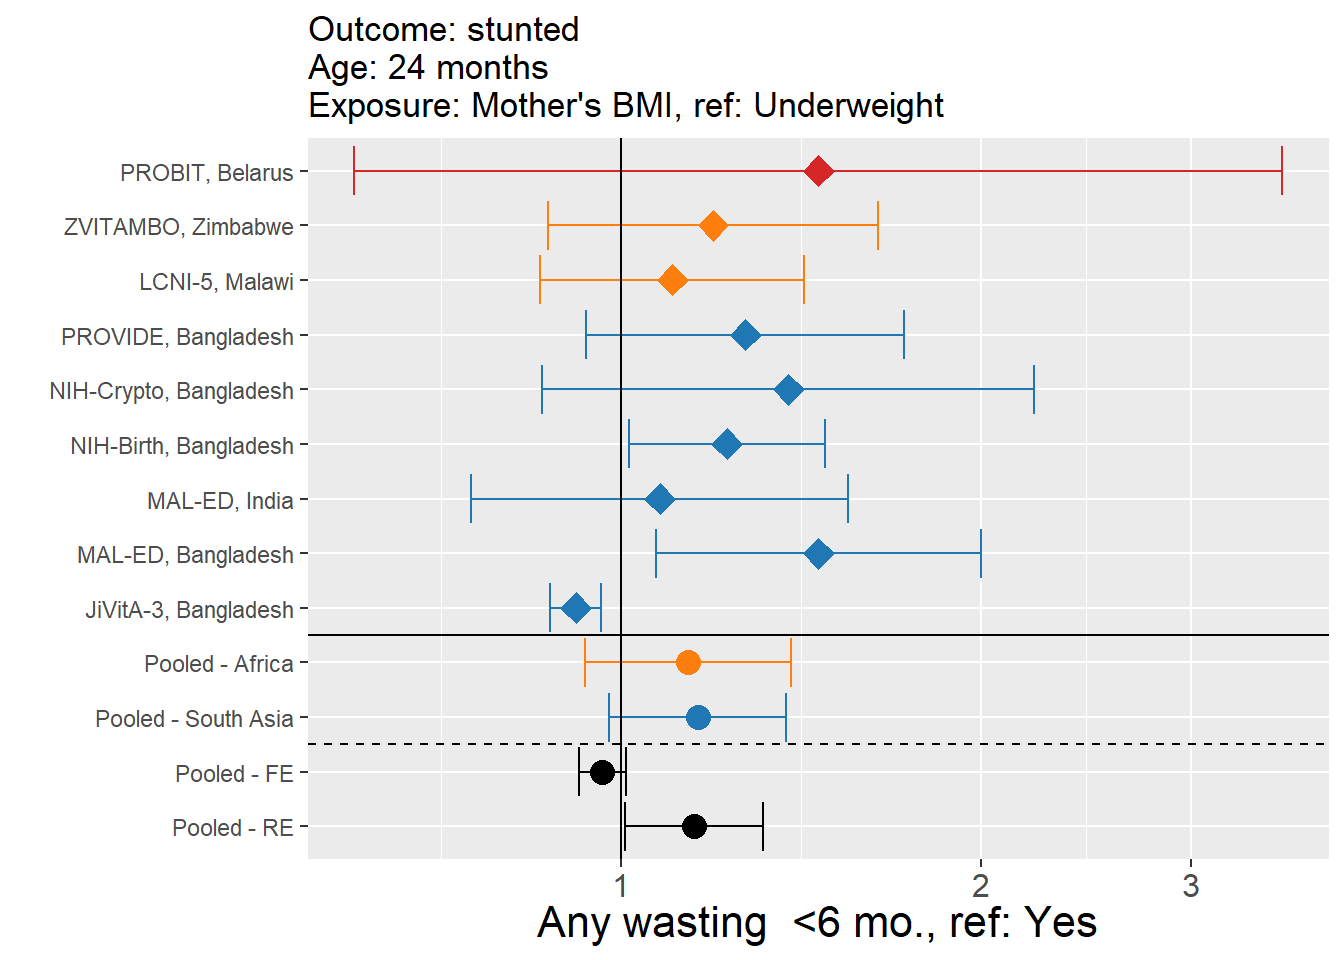 Outcome: stunted
Age: 24 months
Exposure: Mother's BMI, ref: Underweight
PROBIT, Belarus
ZVITAMBO, Zimbabwe
LCNI-5, Malawi
PROVIDE, Bangladesh
NIH-Crypto, Bangladesh
NIH-Birth, Bangladesh
MAL-ED, India
MAL-ED, Bangladesh
JiVitA-3, Bangladesh
Pooled - Africa
Pooled - South Asia
Pooled - FE
Pooled - RE
1 2 3
Any wasting  <6 mo., ref: Yes